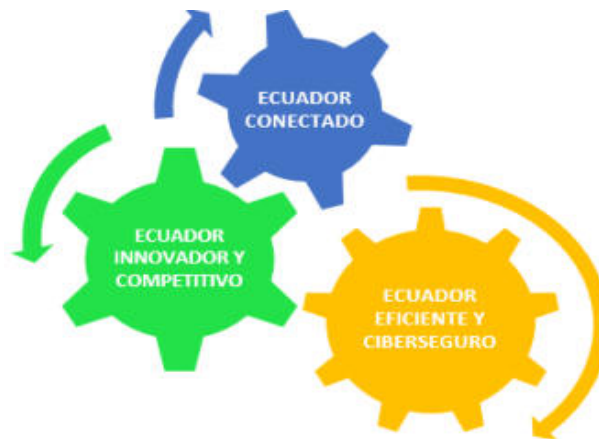 ECUADOR
CONECTADO
ECUADOR
INNOVADOR Y
COMPETITIVO
ECUADOR
EFICIENTE Y
CIBERSEGURO